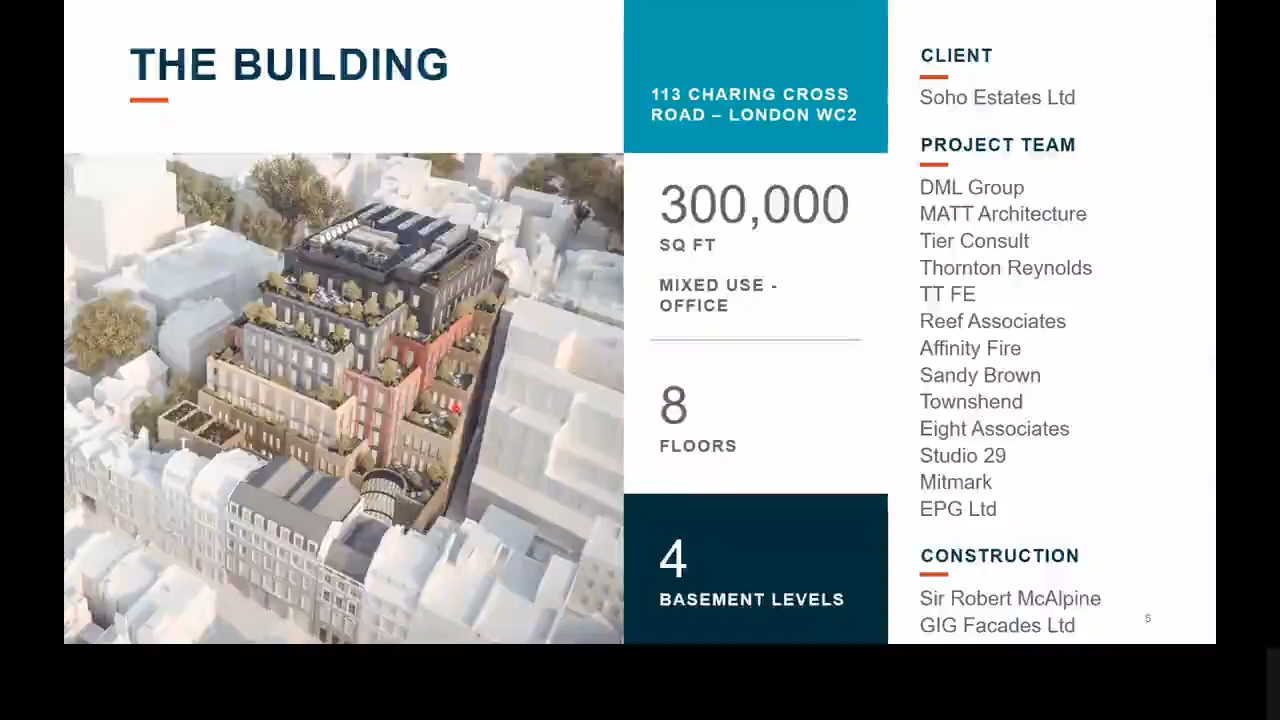 THE BUILDING
113 CHARING CROSS
ROAD – LONDON WC2
300,000
SQ FT
MIXED USE -
OFFICE
8
FLOORS
4
BASEMENT LEVELS
CLIENT
Soho Estates Ltd
PROJECT TEAM
DML Group
MATT Architecture
Tier Consult
Thornton Reynolds
TT FE
Reef Associates
Affinity Fire
Sandy Brown
Townshend
Eight Associates
Studio 29
Mitmark
EPG Ltd
CONSTRUCTION
Sir Robert McAlpine
GIG Facades Ltd
5